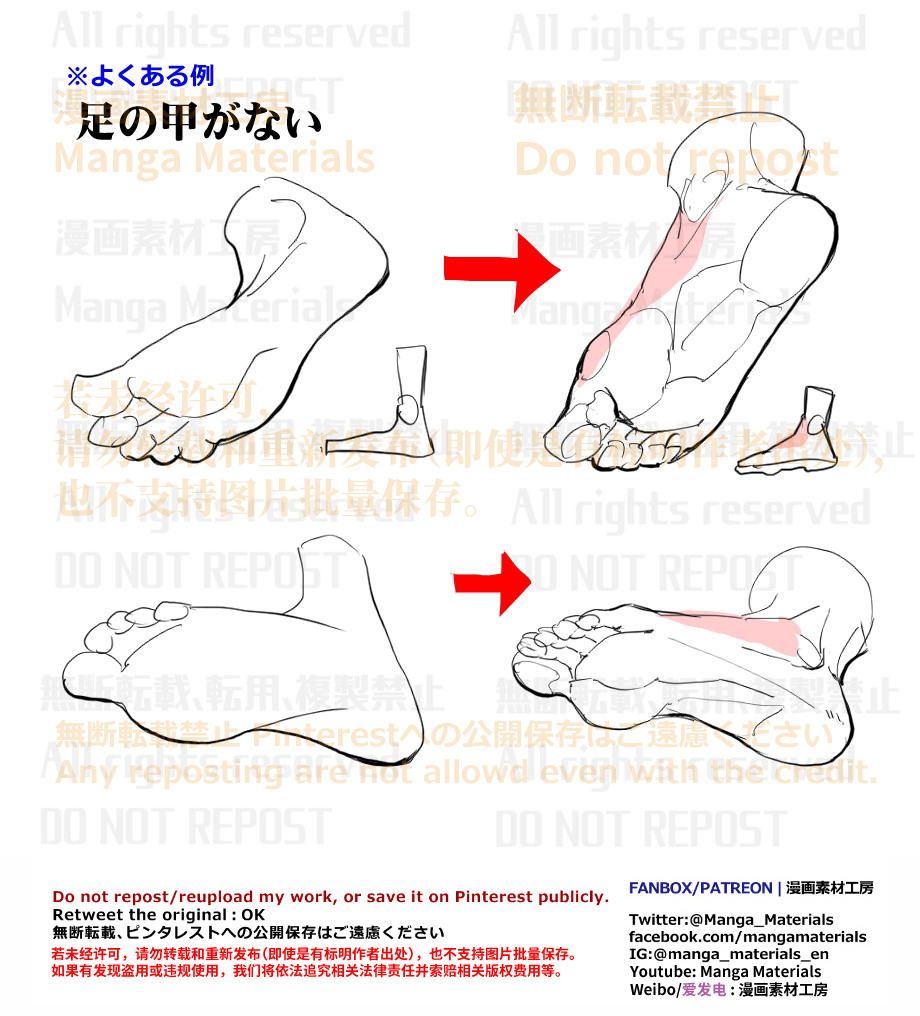 All rights reserved
All rights reserved
※よくある例
DO NOT REPOST
足の甲がない
漫画素材工房
無断転載禁止
Manga Materials
Do not repost
漫画素材工房
漫画素材工房
Manga Materials
Manga Materials
若未经许可,
请勿转载和重新发布(即使是有标明作者出处),
也不支持图片批量保存。
All rights reserved
All rights reserved
DO NOT REPOST
DO NOT REPOST
無断転載、転用、複製禁止
無断転載、転用、複製禁止
無断転載禁止 Pinterestへの公開保存はご遠慮ください
All rights reserved
All rights reserved
Any reposting are not allowd even with the credit.
DO NOT REPOST
DO NOT REPOST
Do not repost/reupload my work, or save it on Pinterest publicly.
Retweet the original : OK
無断転載、ピンタレストへの公開保存はご遠慮ください
若未经许可，请勿转载和重新发布（即使是有标明作者出处），也不支持图片批量保存。
如果有发现盗用或违规使用，我们将依法追究相关法律责任并索赔相关版权费用等。
FANBOX/PATREON | 漫画素材工房
Twitter:@Manga_Materials
facebook.com/mangamaterials
IG:@manga_materials_en
Youtube: Manga Materials
Weibo/爱发电 : 漫画素材工房